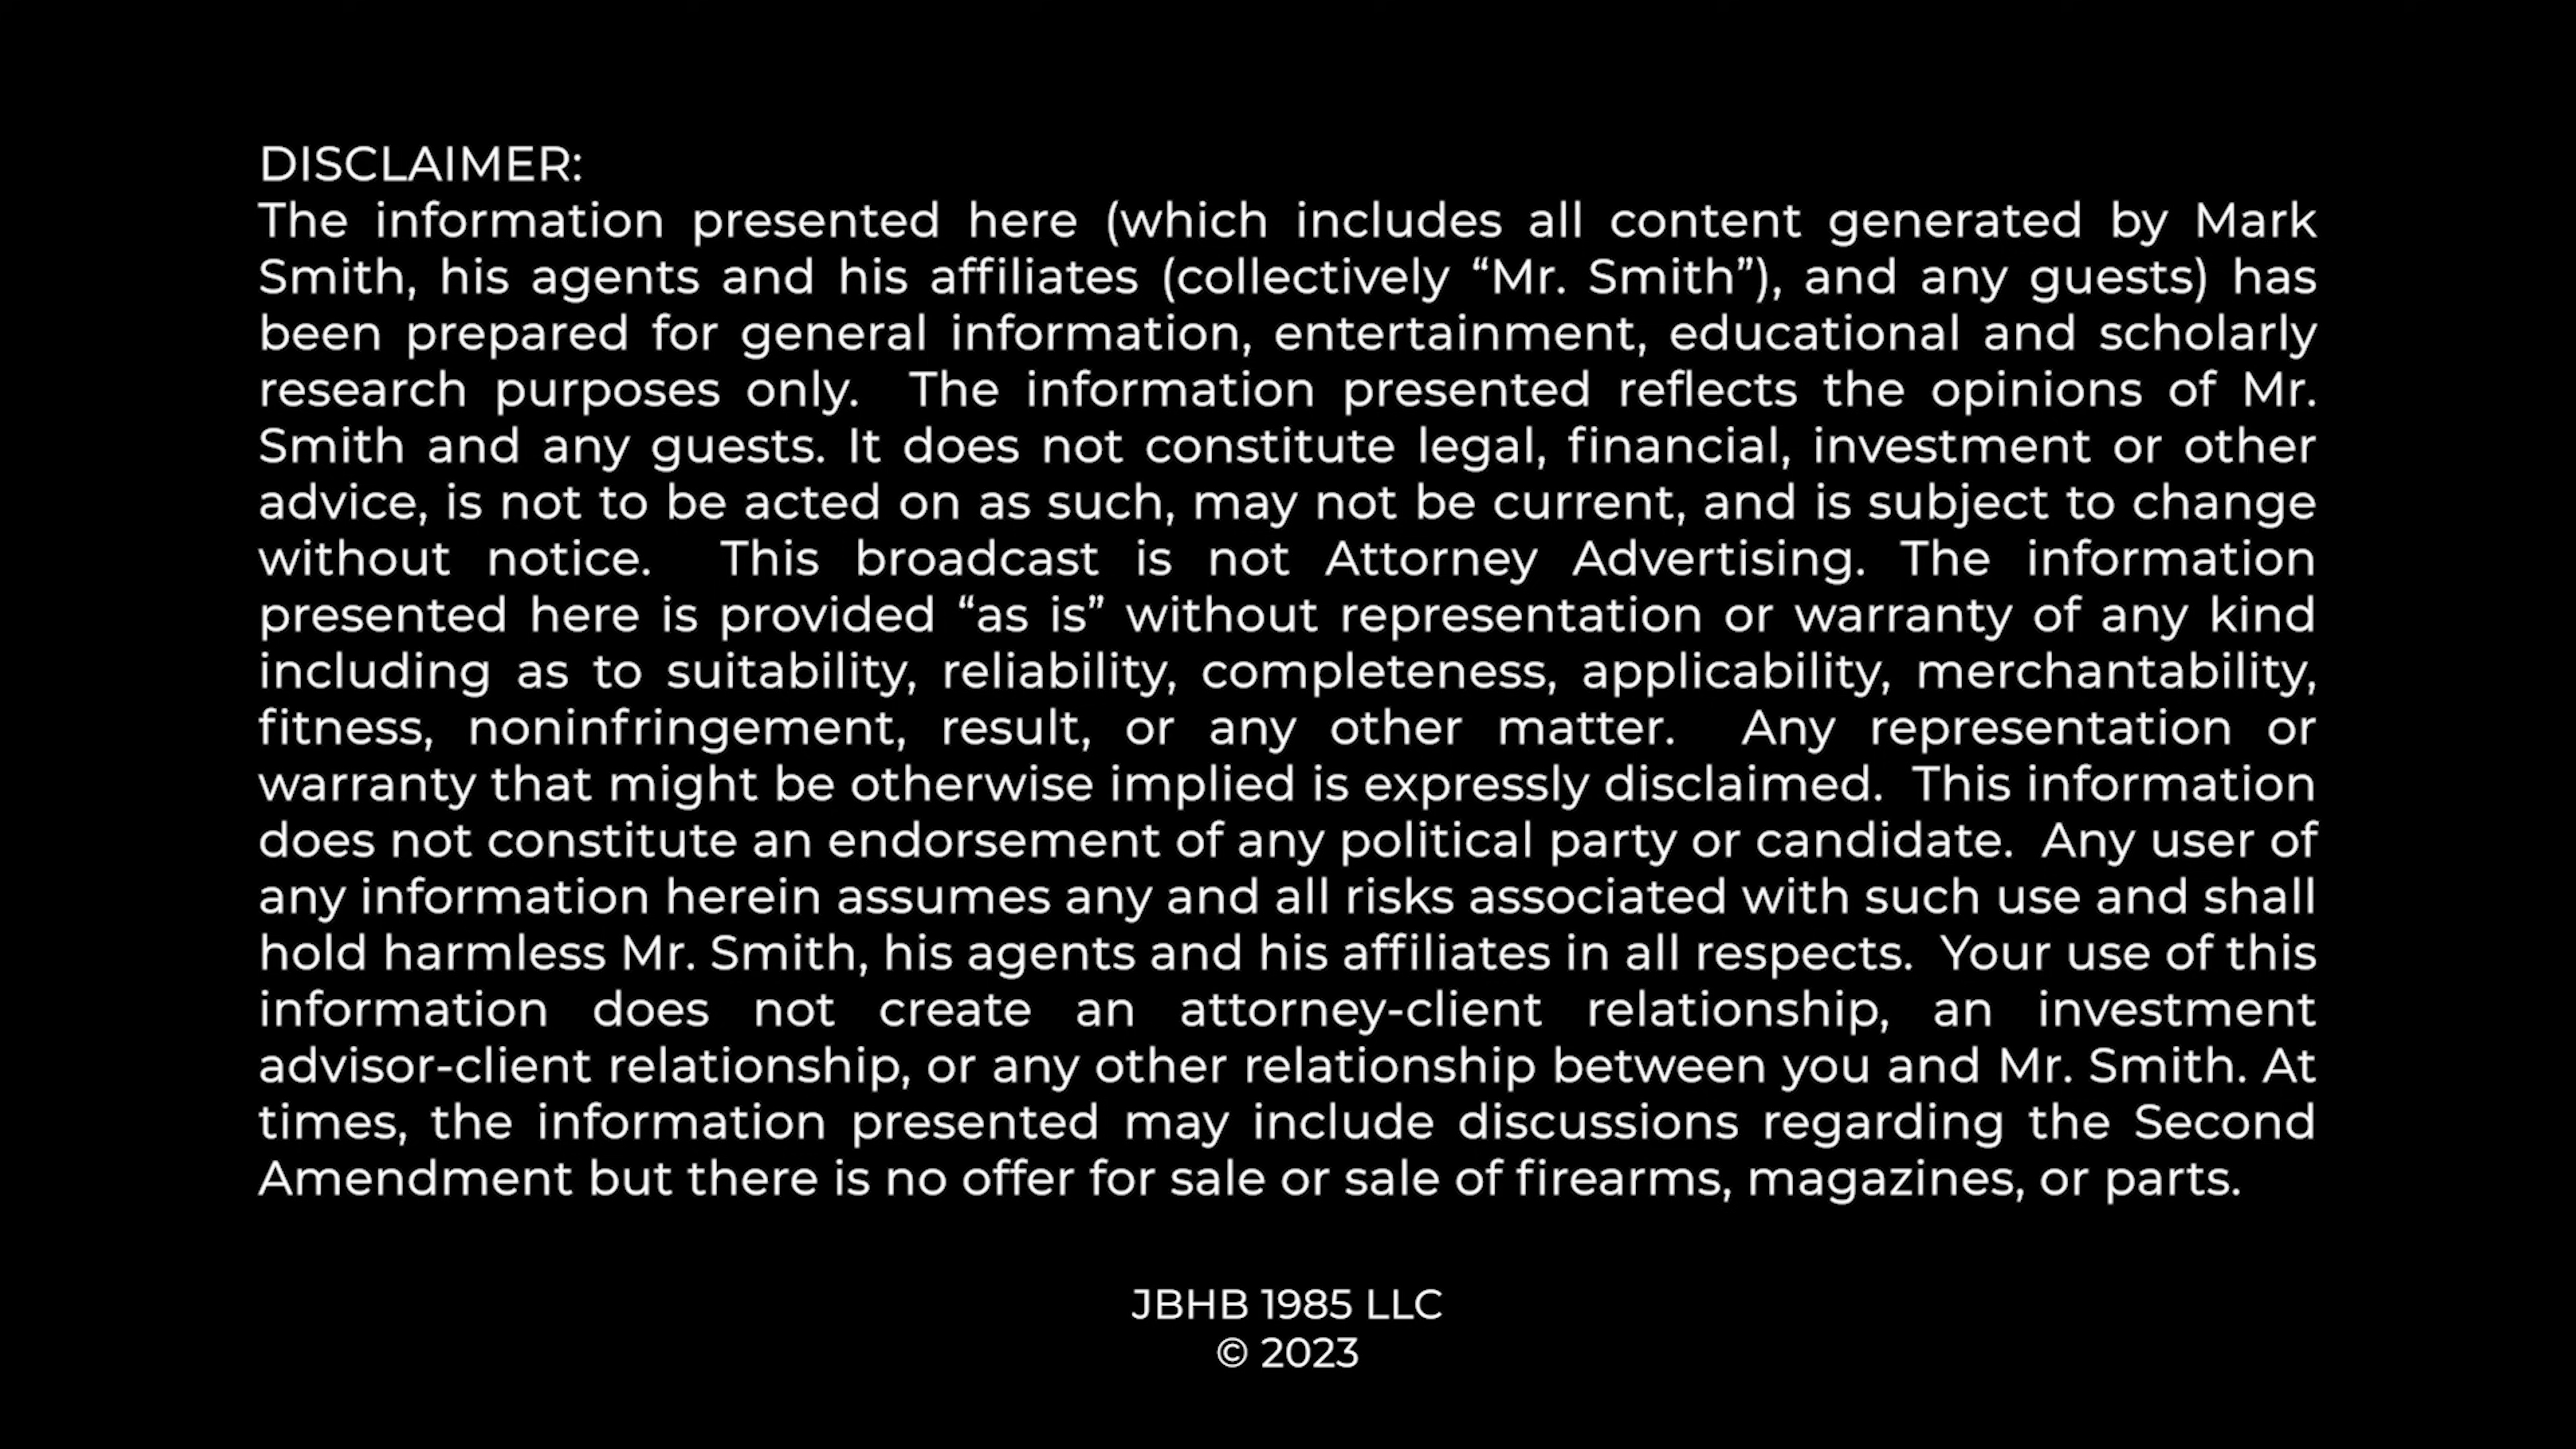 DISCLAIMER:
The information presented here (which includes all content generated by Mark
Smith, his agents and his affiliates (collectively “Mr. Smith”), and any guests) has
been prepared for general information, entertainment, educational and scholarly
research purposes only.  The information presented reflects the opinions of Mr.
Smith and any guests. It does not constitute legal, financial, investment or other
advice, is not to be acted on as such, may not be current, and is subject to change
without notice.  This broadcast is not Attorney Advertising. The information
presented here is provided “as is” without representation or warranty of any kind
including as to suitability, reliability, completeness, applicability, merchantability,
fitness, noninfringement, result, or any other matter.  Any representation or
warranty that might be otherwise implied is expressly disclaimed.  This information
does not constitute an endorsement of any political party or candidate.  Any user of
any information herein assumes any and all risks associated with such use and shall
hold harmless Mr. Smith, his agents and his affiliates in all respects.  Your use of this
information does not create an attorney-client relationship, an investment
advisor-client relationship, or any other relationship between you and Mr. Smith. At
times, the information presented may include discussions regarding the Second
Amendment but there is no offer for sale or sale of firearms, magazines, or parts.
JBHB 1985 LLC
© 2023